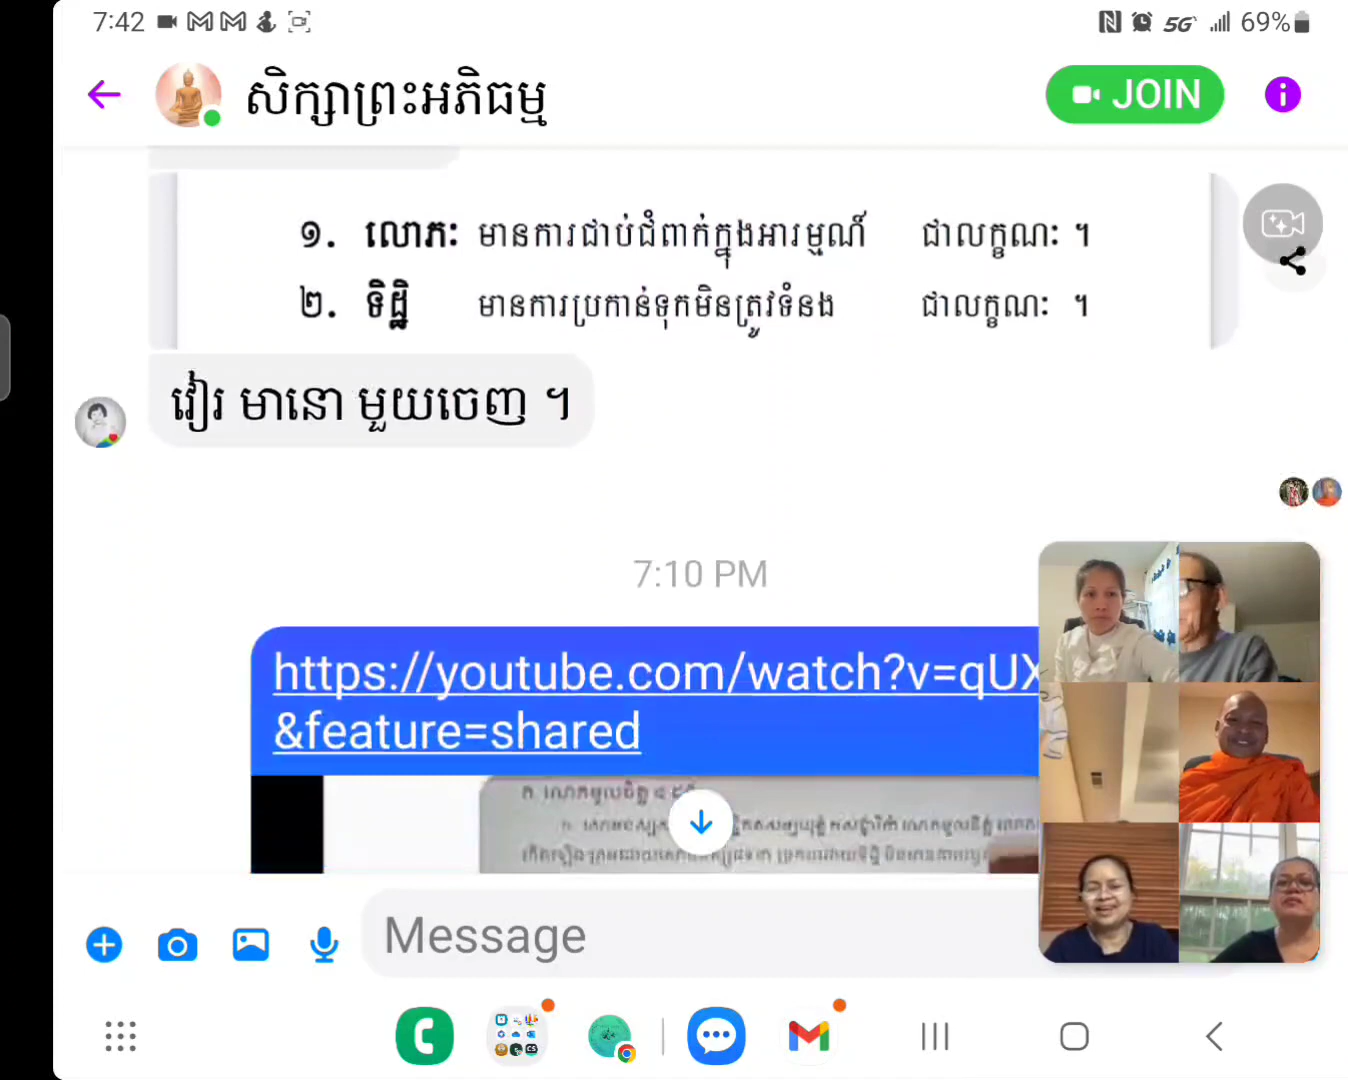 7:42
5G
69%
សិក្សាព្រះអភិធម្ម
JOIN
១. លោភៈ មានការជាប់ជំពាក់ក្នុងអារម្មណ៍ ជាលក្ខណៈ ។
២. ទិដ្ឋិ មានការប្រកាន់ទុកមិនត្រូវទំនង ជាលក្ខណៈ ។
វៀរ មានោ មួយចេញ ។
7:10 PM
https://youtube.com/watch?v=qUX
&feature=shared
Message